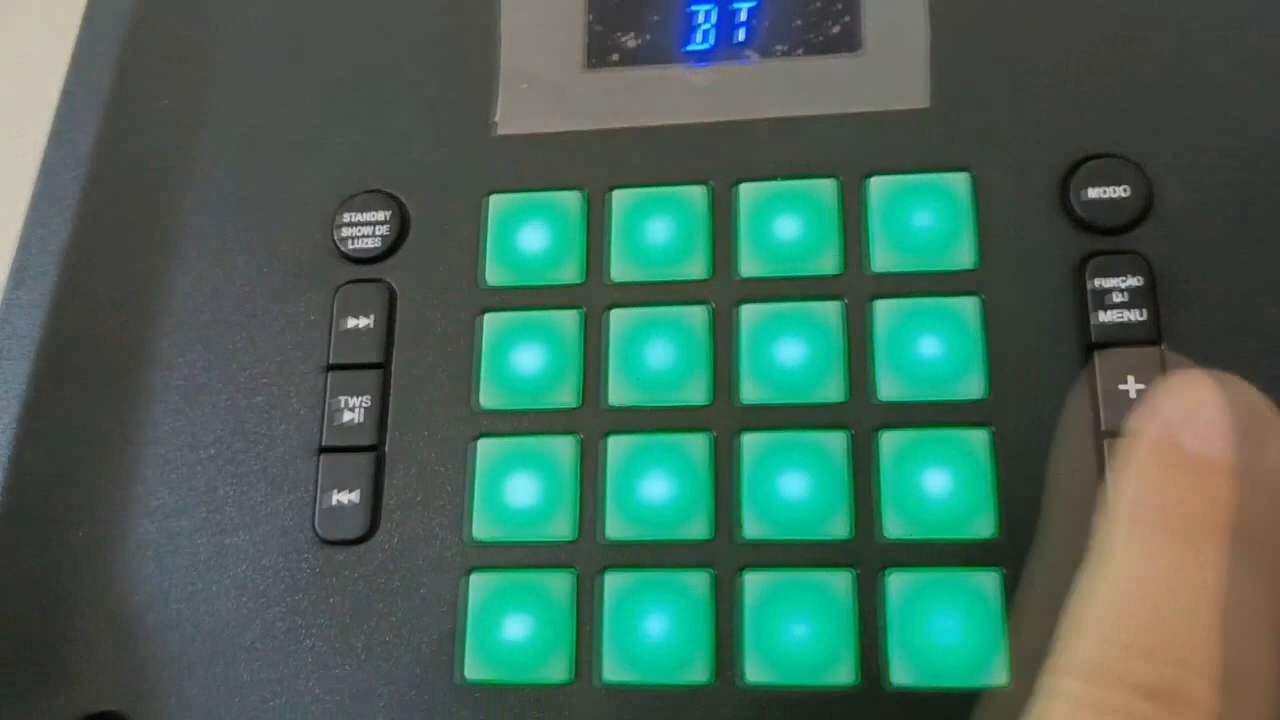 BT
STANDBY
SHOW DE
LUZES
TWS
MODO
FUNÇÃO
DJ
MENU
+